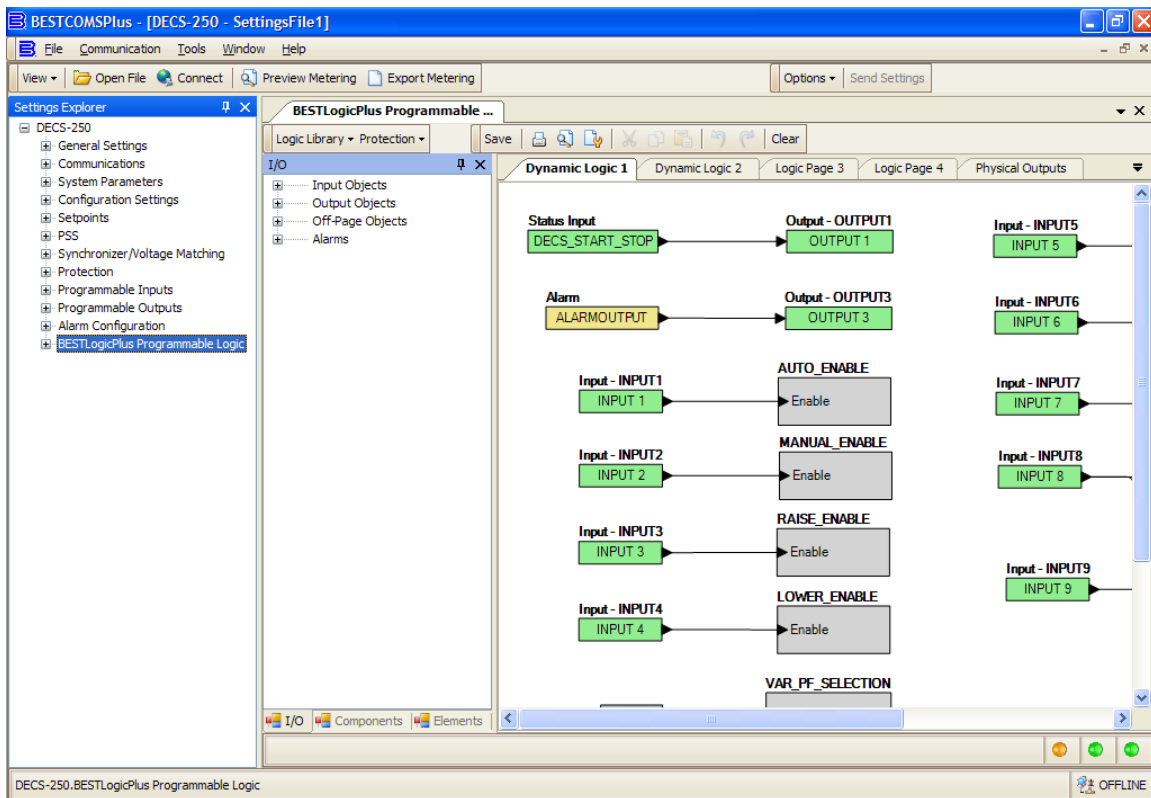 BESTCOMSPlus - [DECS-250 - SettingsFile1]
File Communication Tools Window Help
View Open File Connect Preview Metering Export Metering Options Send Settings
Settings Explorer
DECS-250
General Settings
Communications
System Parameters
Configuration Settings
Setpoints
PSS
Synchronizer/Voltage Matching
Protection
Programmable Inputs
Programmable Outputs
Alarm Configuration
BESTLogicPlus Programmable Logic
BESTLogicPlus Programmable ...
Logic Library Protection Save Clear
I/O
Input Objects
Output Objects
Off-Page Objects
Alarms
I/O Components Elements
Dynamic Logic 1 Dynamic Logic 2 Logic Page 3 Logic Page 4 Physical Outputs
Status Input
DECS_START_STOP
Output - OUTPUT1
OUTPUT 1
Alarm
ALARMOUTPUT
Output - OUTPUT3
OUTPUT 3
Input - INPUT1
INPUT 1
AUTO_ENABLE
Enable
Input - INPUT2
INPUT 2
MANUAL_ENABLE
Enable
Input - INPUT3
INPUT 3
RAISE_ENABLE
Enable
Input - INPUT4
INPUT 4
LOWER_ENABLE
Enable
VAR_PF_SELECTION
Input - INPUT5
INPUT 5
Input - INPUT6
INPUT 6
Input - INPUT7
INPUT 7
Input - INPUT8
INPUT 8
Input - INPUT9
INPUT 9
DECS-250.BESTLogicPlus Programmable Logic
OFFLINE